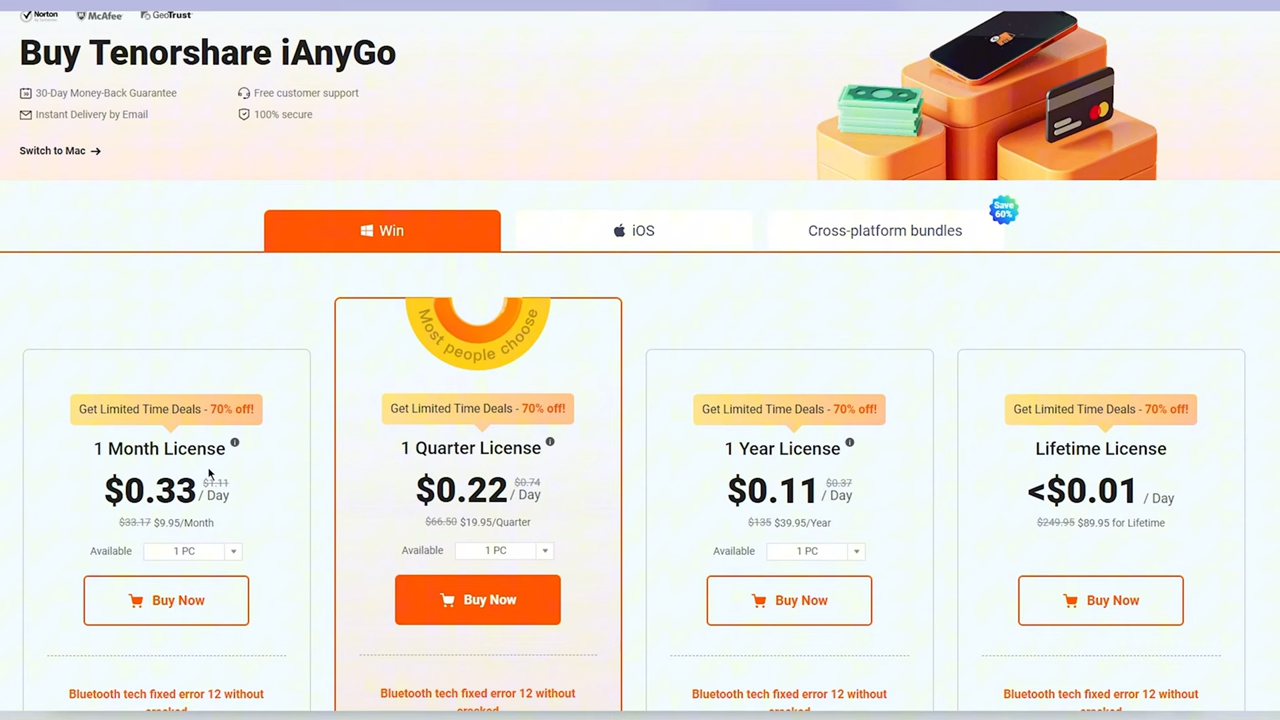 Norton
McAfee
GeoTrust
Buy Tenorshare iAnyGo
30-Day Money-Back Guarantee
Free customer support
Instant Delivery by Email
100% secure
Switch to Mac →
Save
60%
Win
iOS
Cross-platform bundles
Most people choose
Get Limited Time Deals - 70% off!
1 Month License
$0.33 $1.11 / Day
$33.17 $9.95/Month
Available 1 PC
Buy Now
Bluetooth tech fixed error 12 without
cracked
Get Limited Time Deals - 70% off!
1 Quarter License
$0.22 $0.74 / Day
$66.50 $19.95/Quarter
Available 1 PC
Buy Now
Bluetooth tech fixed error 12 without
cracked
Get Limited Time Deals - 70% off!
1 Year License
$0.11 $0.37 / Day
$135 $39.95/Year
Available 1 PC
Buy Now
Bluetooth tech fixed error 12 without
cracked
Get Limited Time Deals - 70% off!
Lifetime License
<$0.01 / Day
$249.95 $89.95 for Lifetime
Buy Now
Bluetooth tech fixed error 12 without
cracked